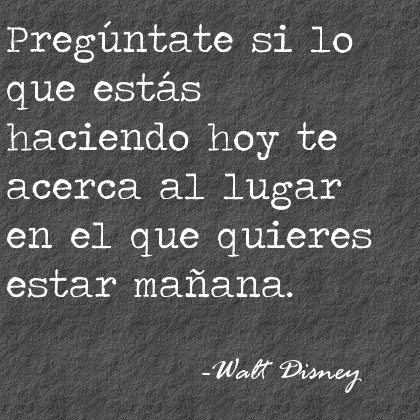 Pregúntate si lo
que estás
haciendo hoy te
acerca al lugar
en el que quieres
estar mañana.
-Walt Disney